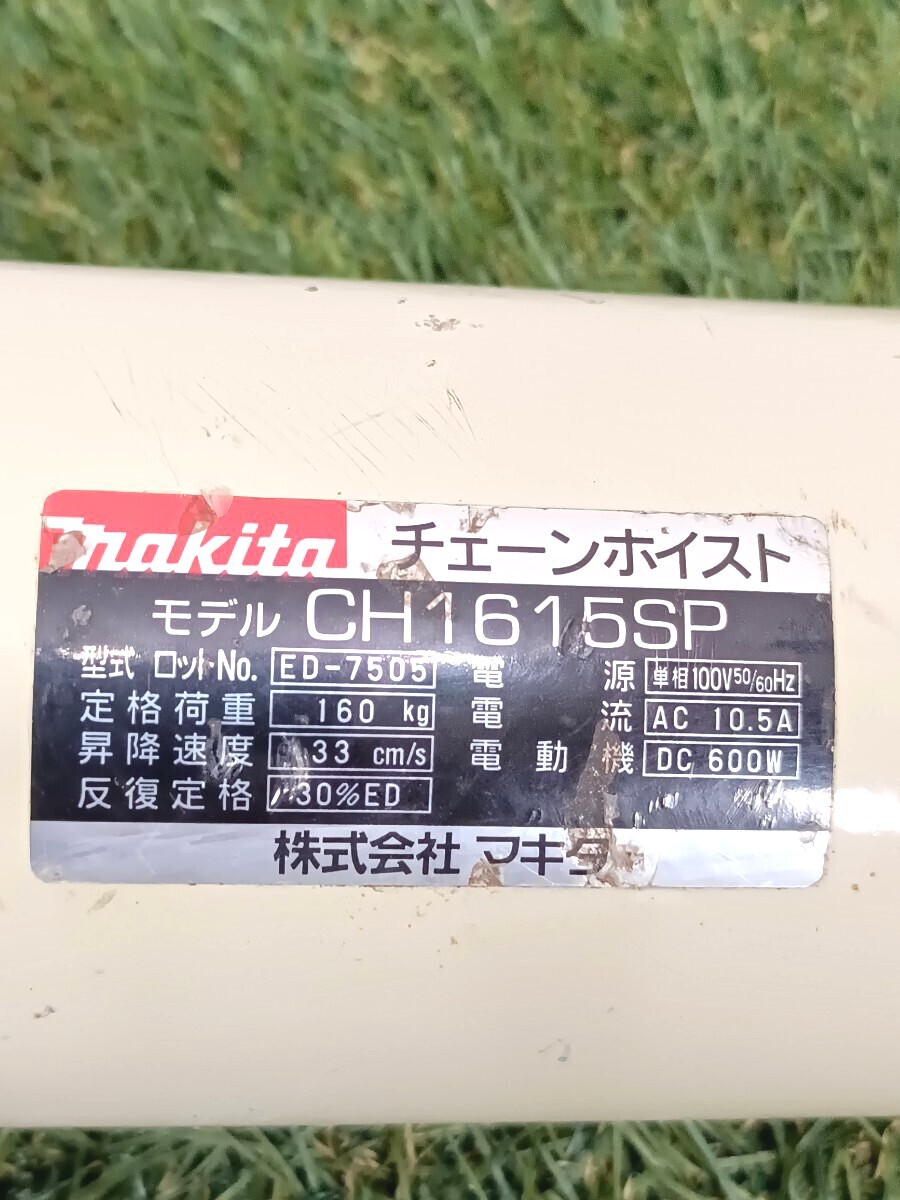 makita チェーンホイスト
モデル CH1615SP
型式 ロットNo. ED-7505 電源 単相100V50/60Hz
定格荷重 160 kg 電流 AC 10.5A
昇降速度 33 cm/s 電動機 DC 600W
反復定格 30%ED
株式会社 マキタ